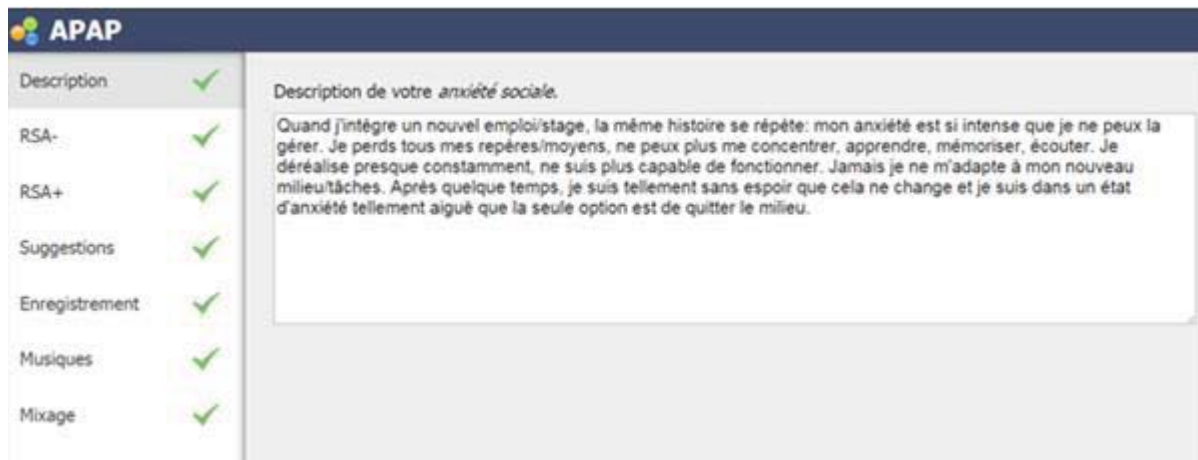 APAP
Description
RSA-
RSA+
Suggestions
Enregistrement
Musiques
Mixage
Description de votre anxiété sociale.
Quand j'intègre un nouvel emploi/stage, la même histoire se répète: mon anxiété est si intense que je ne peux la
gérer. Je perds tous mes repères/moyens, ne peux plus me concentrer, apprendre, mémoriser, écouter. Je
déréalise presque constamment, ne suis plus capable de fonctionner. Jamais je ne m'adapte à mon nouveau
milieu/tâches. Après quelque temps, je suis tellement sans espoir que cela ne change et je suis dans un état
d'anxiété tellement aiguë que la seule option est de quitter le milieu.